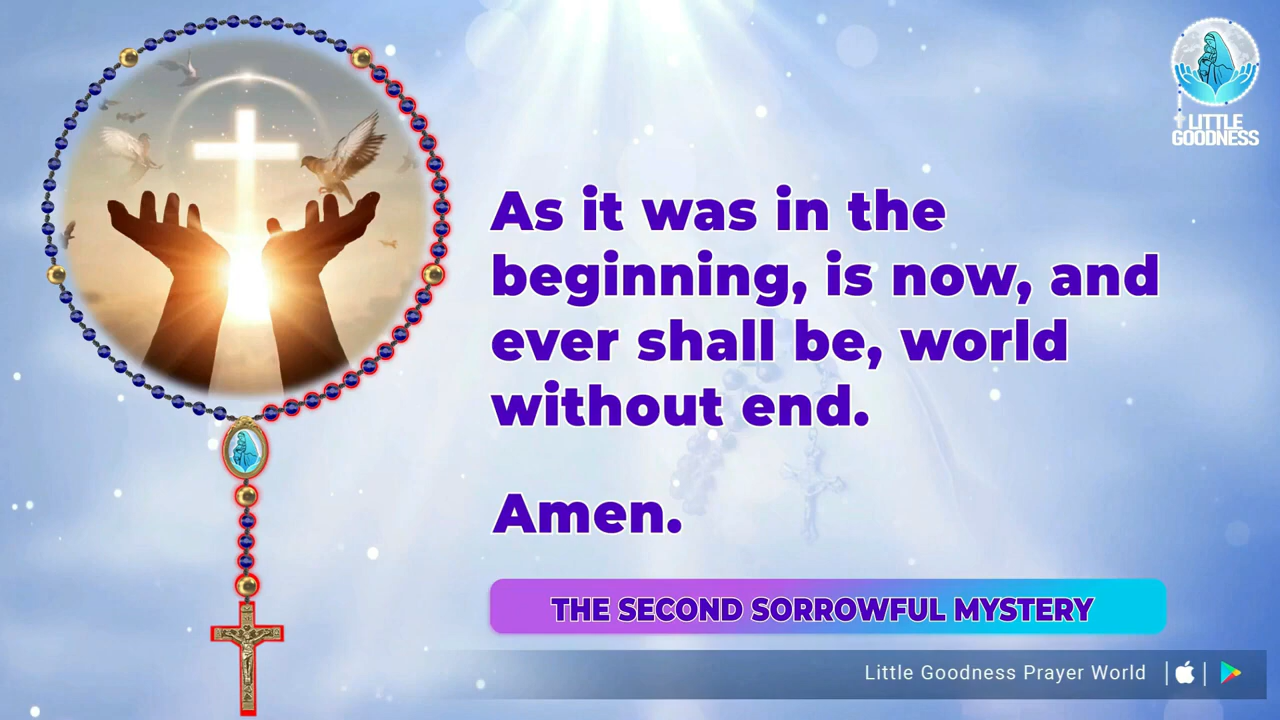 LITTLE
GOODNESS
As it was in the
beginning, is now, and
ever shall be, world
without end.
Amen.
THE SECOND SORROWFUL MYSTERY
Little Goodness Prayer World